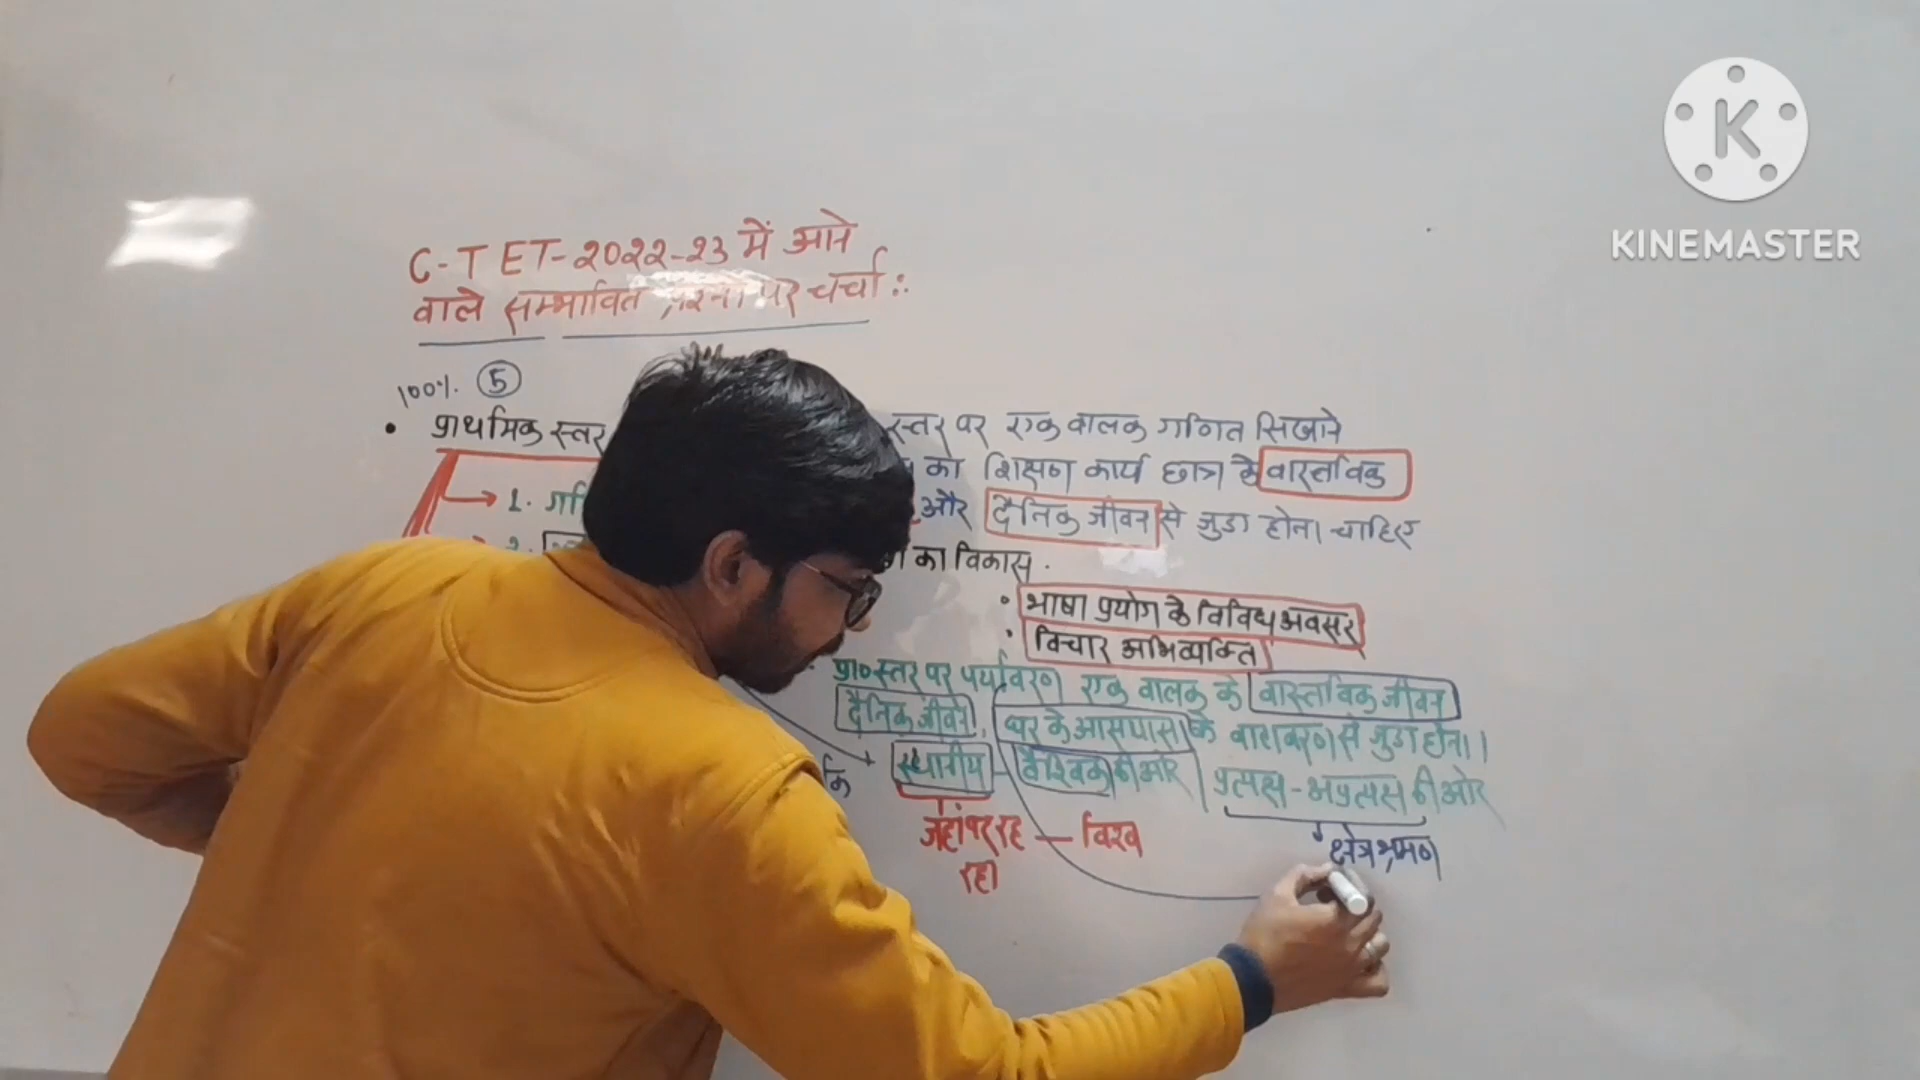 K
KINEMASTER
C-TET-2022-23 में आने
वाले सम्भावित प्रश्नों पर चर्चा :
100% 5
• प्राथमिक स्तर
स्तर पर एक बालक गणित सिखाने
का शिक्षण कार्य छात्र के वास्तविक
1. गणि
और दैनिक जीवन से जुडा होना चाहिए
2.
का विकास
• भाषा प्रयोग के विविध अवसर
• विचार अभिव्यक्ति
• प्रा० स्तर पर पर्यावरण एक बालक के वास्तविक जीवन
दैनिक जीवन, घर के आसपास के वातावरण से जुडा होना।
स्थानीय - वैश्विक की ओर प्रत्यक्ष - अप्रत्यक्ष की ओर
जहां पर रह — विश्व
रहा
क्षेत्र भ्रमण